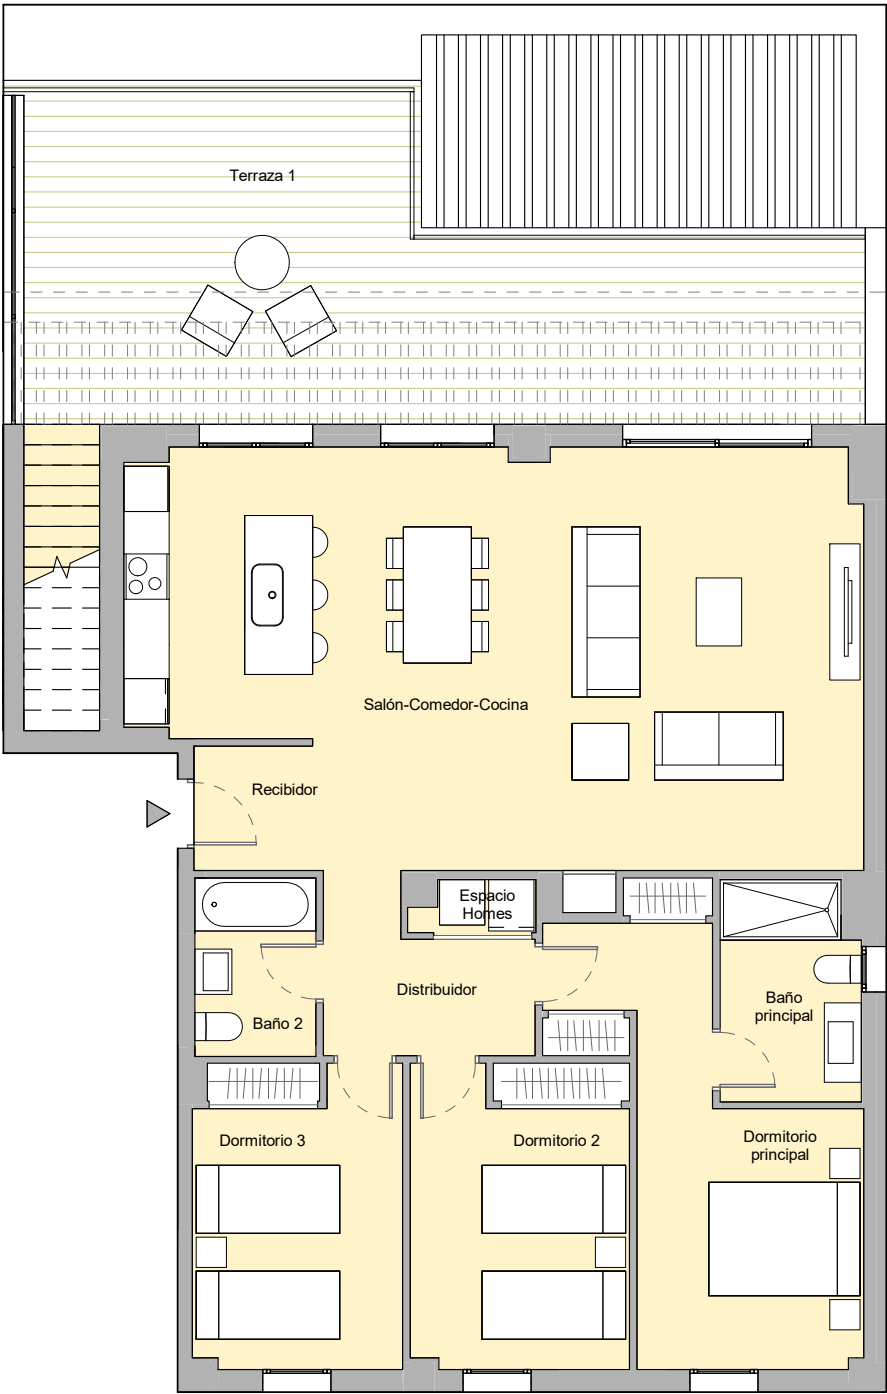 Terraza 1
Salón-Comedor-Cocina
Recibidor
Espacio
Homes
Distribuidor
Baño
principal
Baño 2
Dormitorio 3
Dormitorio 2
Dormitorio
principal